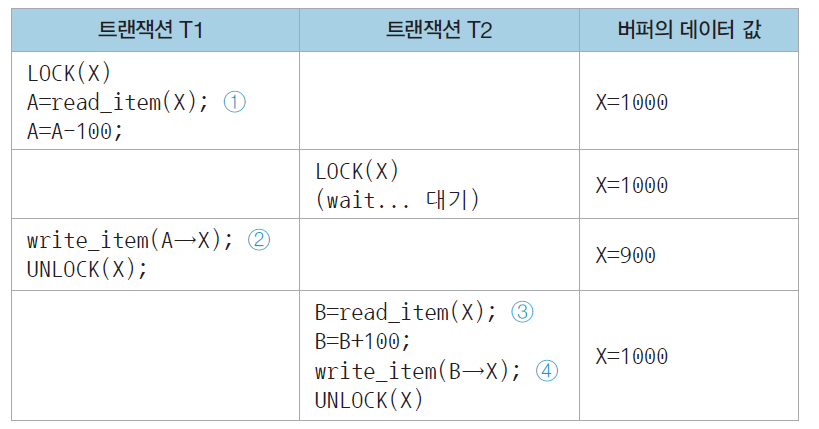 트랜잭션 T1 트랜잭션 T2 버퍼의 데이터 값
LOCK(X)
A=read_item(X); ①
A=A-100;
X=1000
LOCK(X)
(wait... 대기)
X=1000
write_item(A→X); ②
UNLOCK(X);
X=900
B=read_item(X); ③
B=B+100;
write_item(B→X); ④
UNLOCK(X)
X=1000